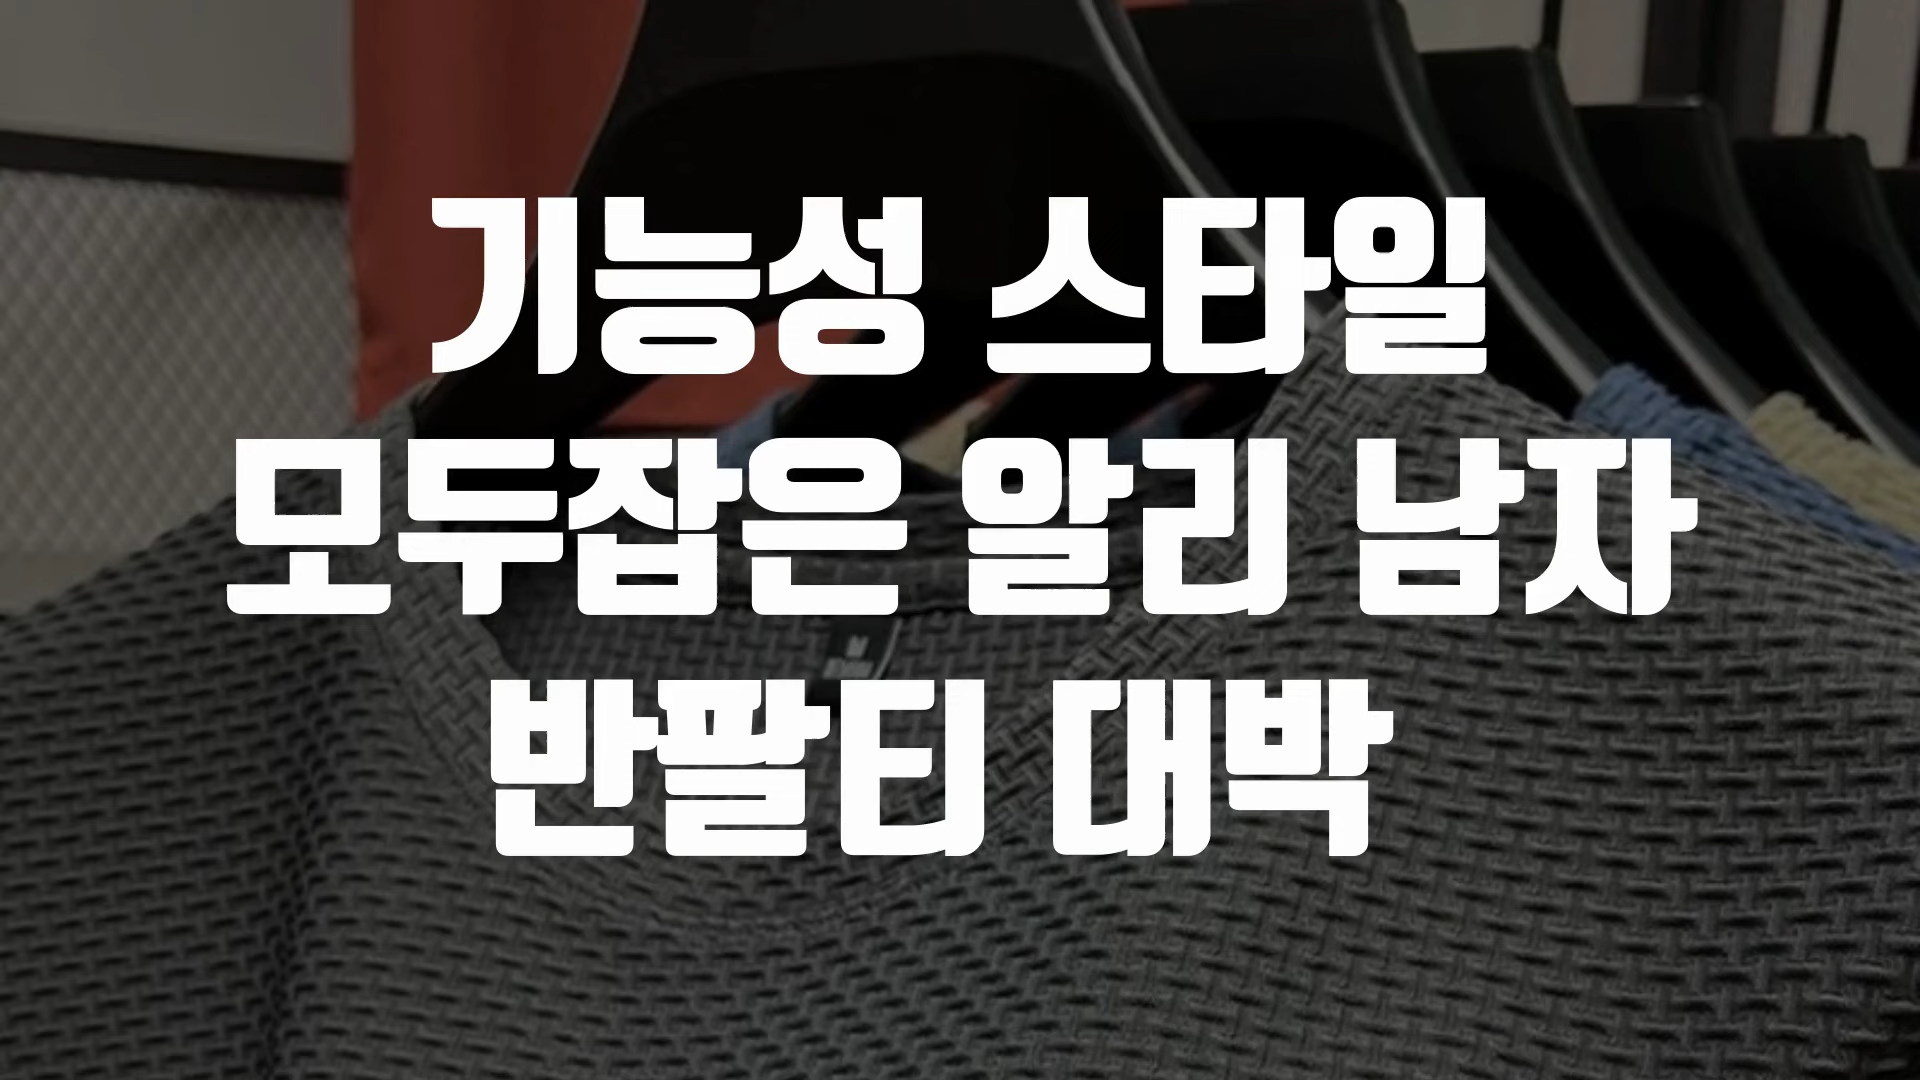 기능성 스타일
모두잡은 알리 남자
반팔티 대박